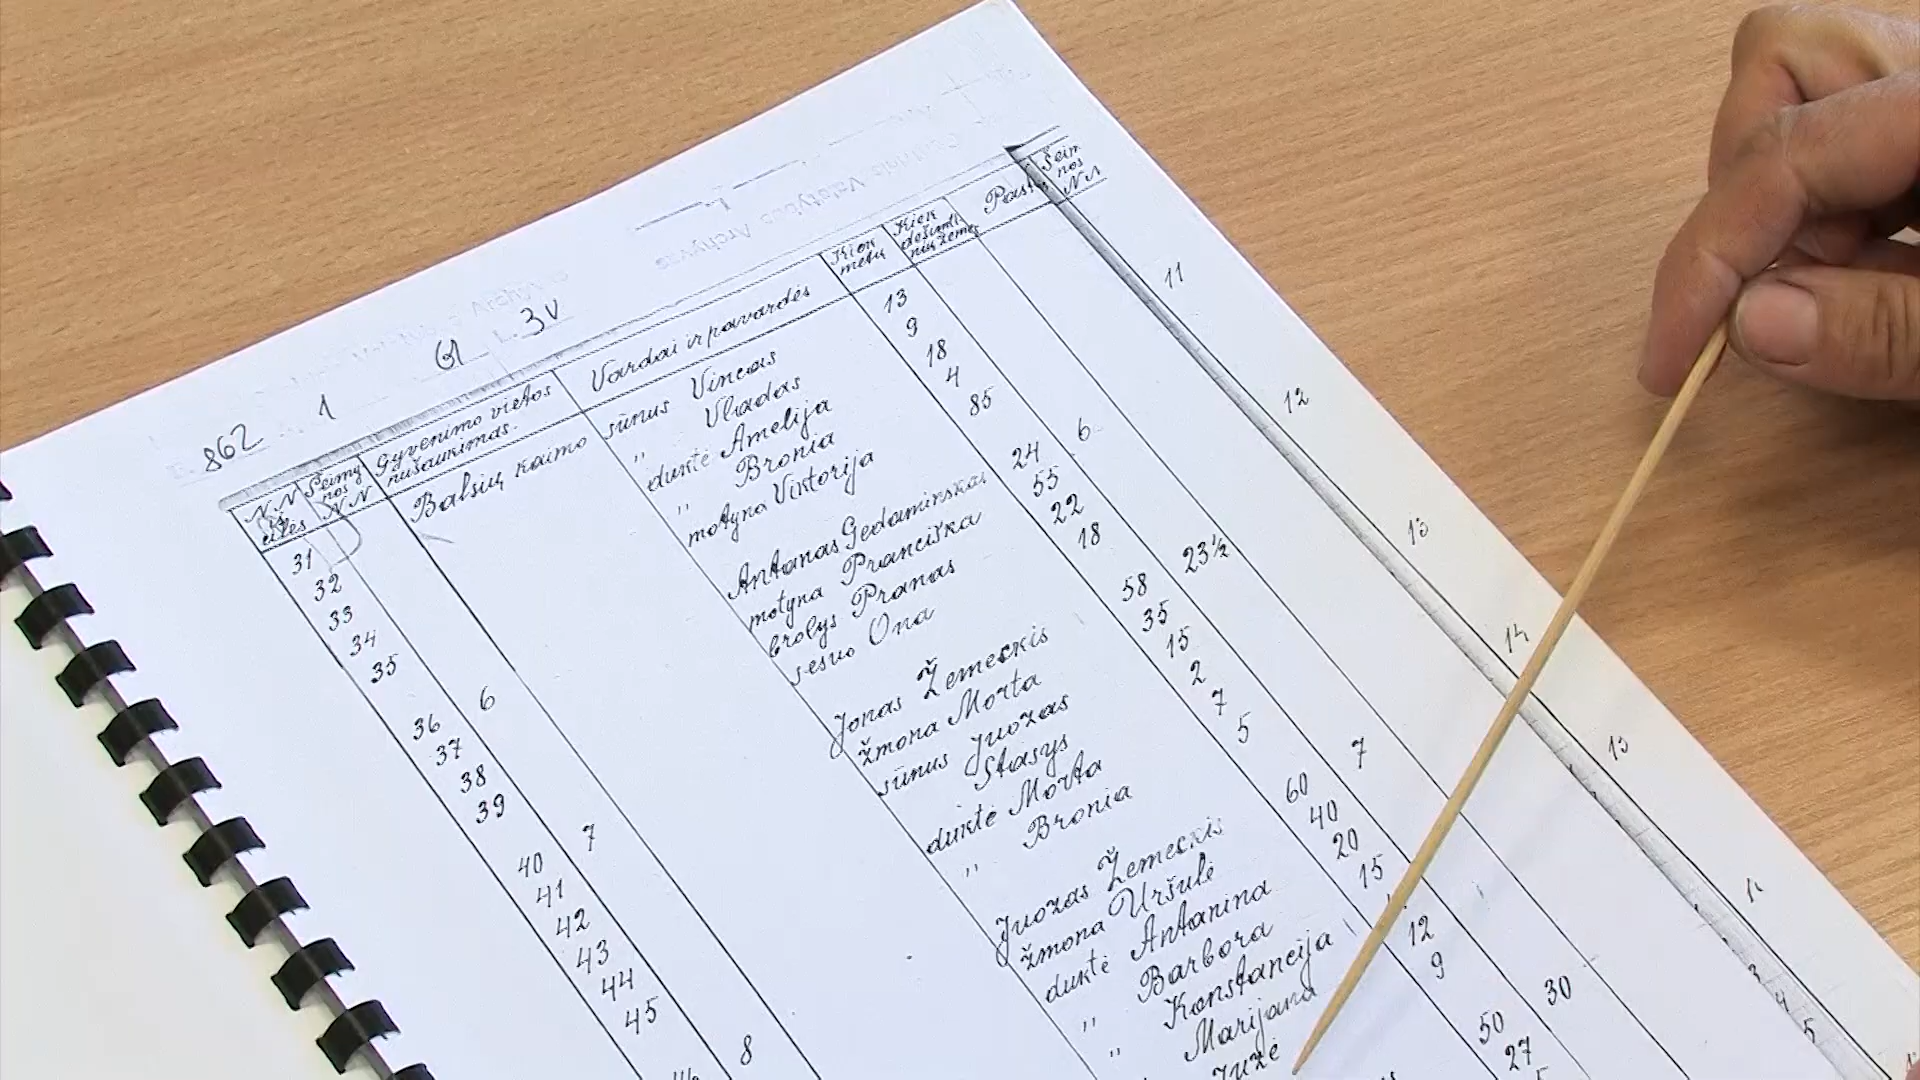 862 1
3V
N N eilės Šeimynos N N Gyvenimo vietos nušaukimas. Vardai ir pavardės Kiek metų Kiek dešimtinių žemės Past
31 Balsių kaimo sūnus Vincas 13
32 " Vladas 9
33 duktė Amelija 18
34 " Bronia 4
35 motyna Viktorija 85
36 6 Antanas Gedaminskas 24 6
37 motyna Pranciška 55
38 brolys Pranas 22
39 sesuo Ona 18
40 7 Jonas Žemeckis 58 23½
41 žmona Morta 35
42 sūnus Juozas 15
43 Stasys 2
44 duktė Morta 7
45 " Bronia 5
8 Juozas Žemeckis 60 7
žmona Uršulė 40
duktė Antanina 20
Barbora 15
" Konstancija 12
" Marijana 9
Juzė
50 30
27
Šeimnos N N
11
12
13
14
15
3
4
5